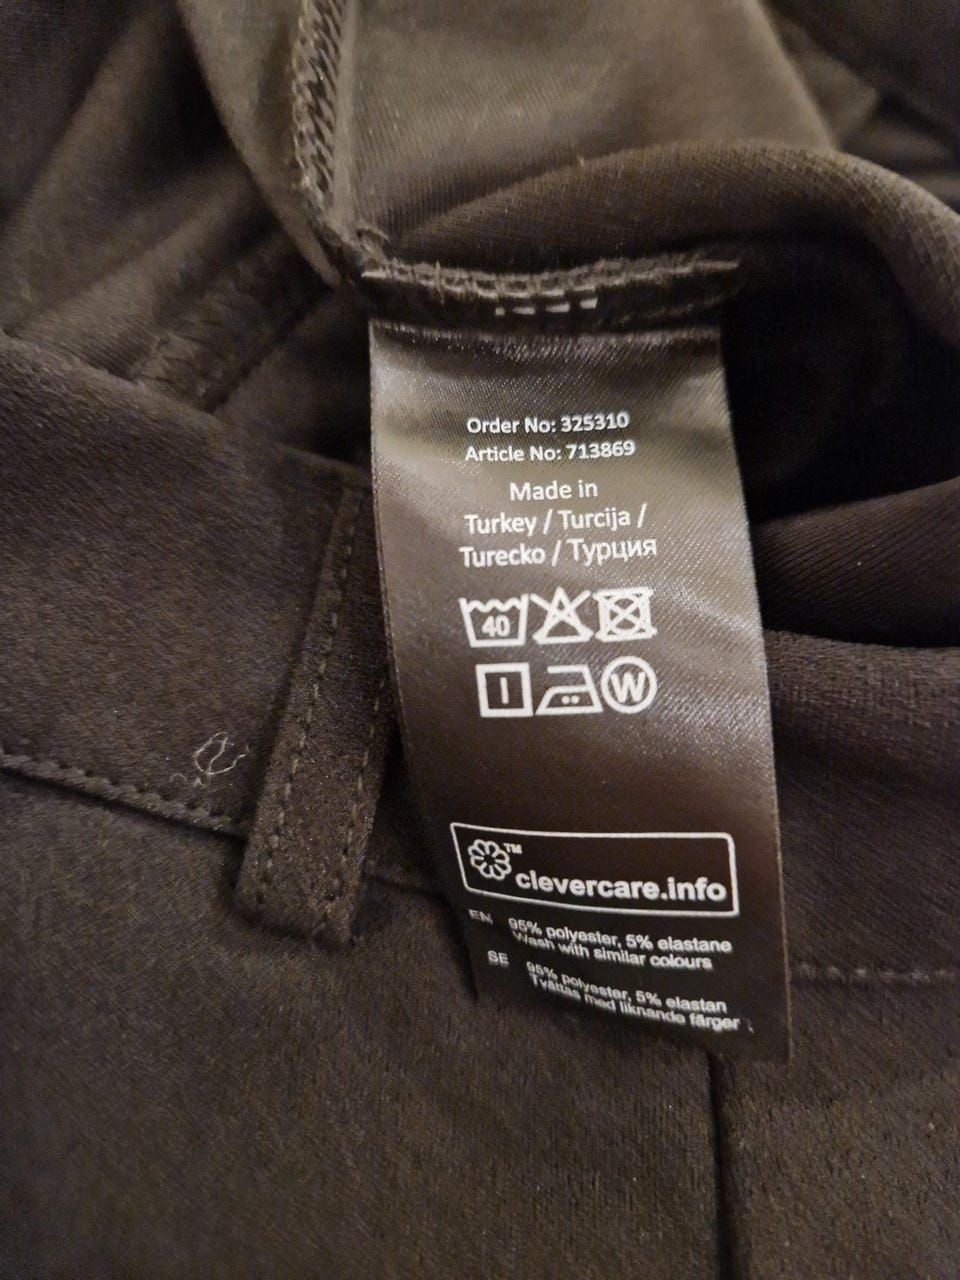 Order No: 325310
Article No: 713869
Made in
Turkey / Turcija /
Turecko / Турция
40
I
W
TM
clevercare.info
EN 95% polyester, 5% elastane
Wash with similar colours
SE 95% polyester, 5% elastan
Tvättas med liknande färger